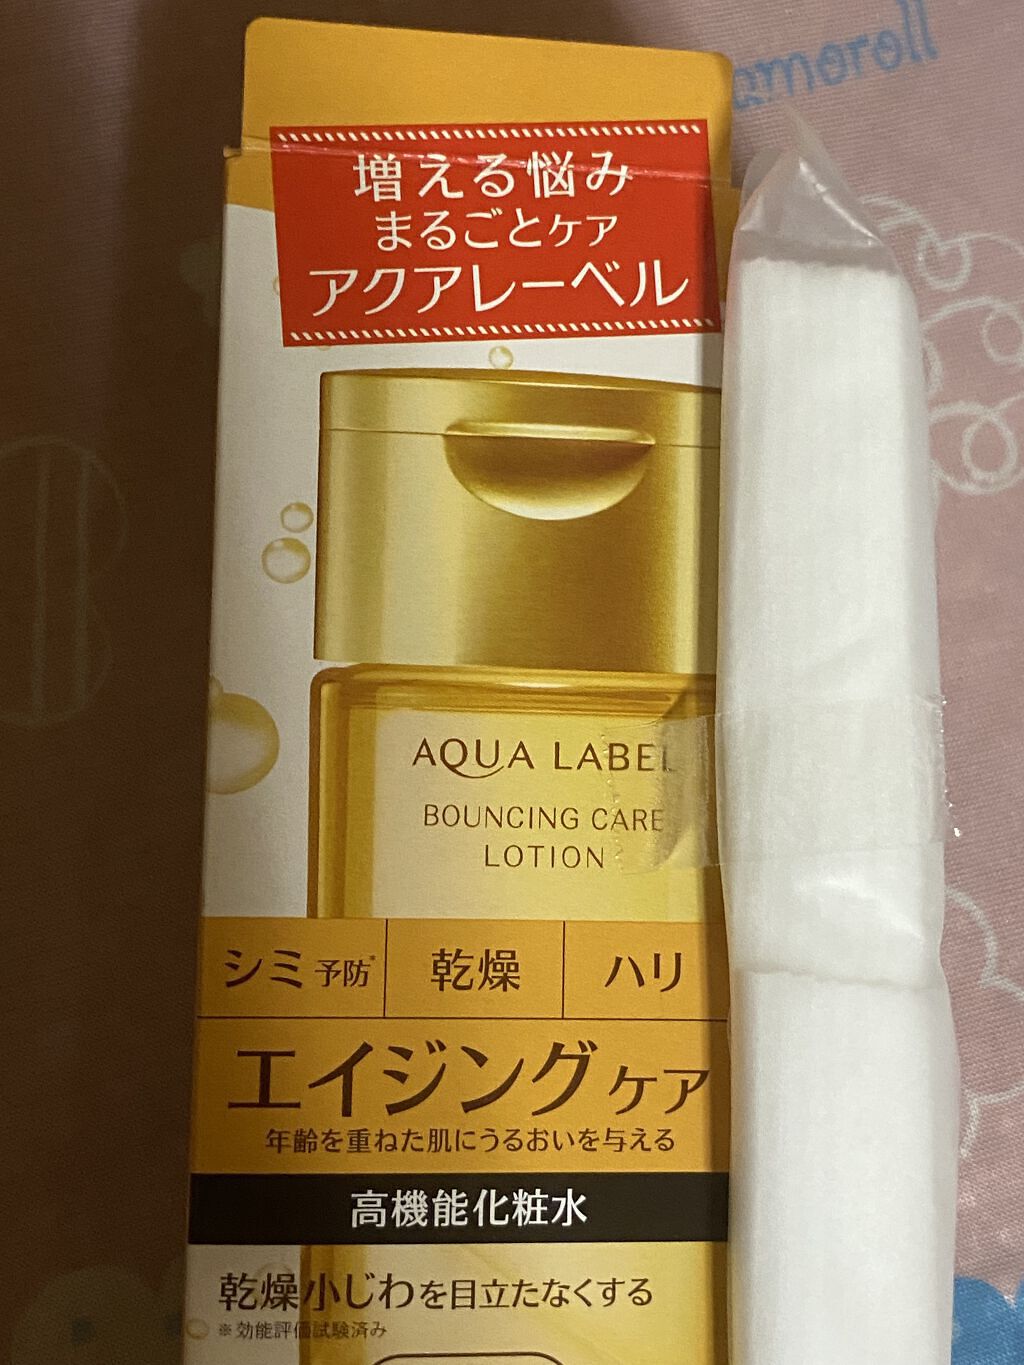 amoroll
増える悩み
まるごとケア
アクアレーベル
AQUA LABEL
BOUNCING CARE
LOTION
シミ予防* 乾燥 ハリ
エイジングケア
年齢を重ねた肌にうるおいを与える
高機能化粧水
乾燥小じわを目立たなくする
※効能評価試験済み